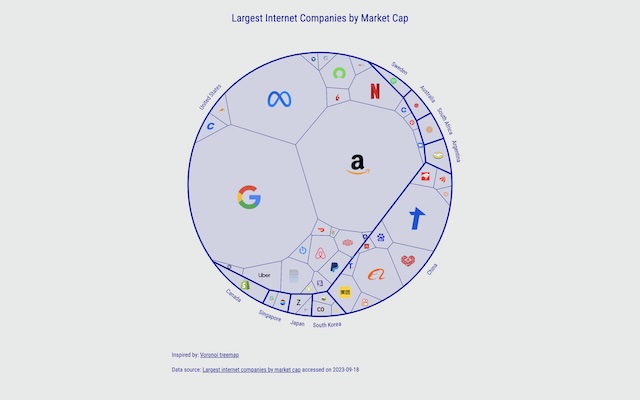 Largest Internet Companies by Market Cap
Sweden
United States
Australia
South Africa
Argentina
a
N
G
Uber
China
Canada
Z
CO
Singapore
Japan
South Korea
Inspired by: Voronoi treemap
Data source: Largest internet companies by market cap accessed on 2023-09-18